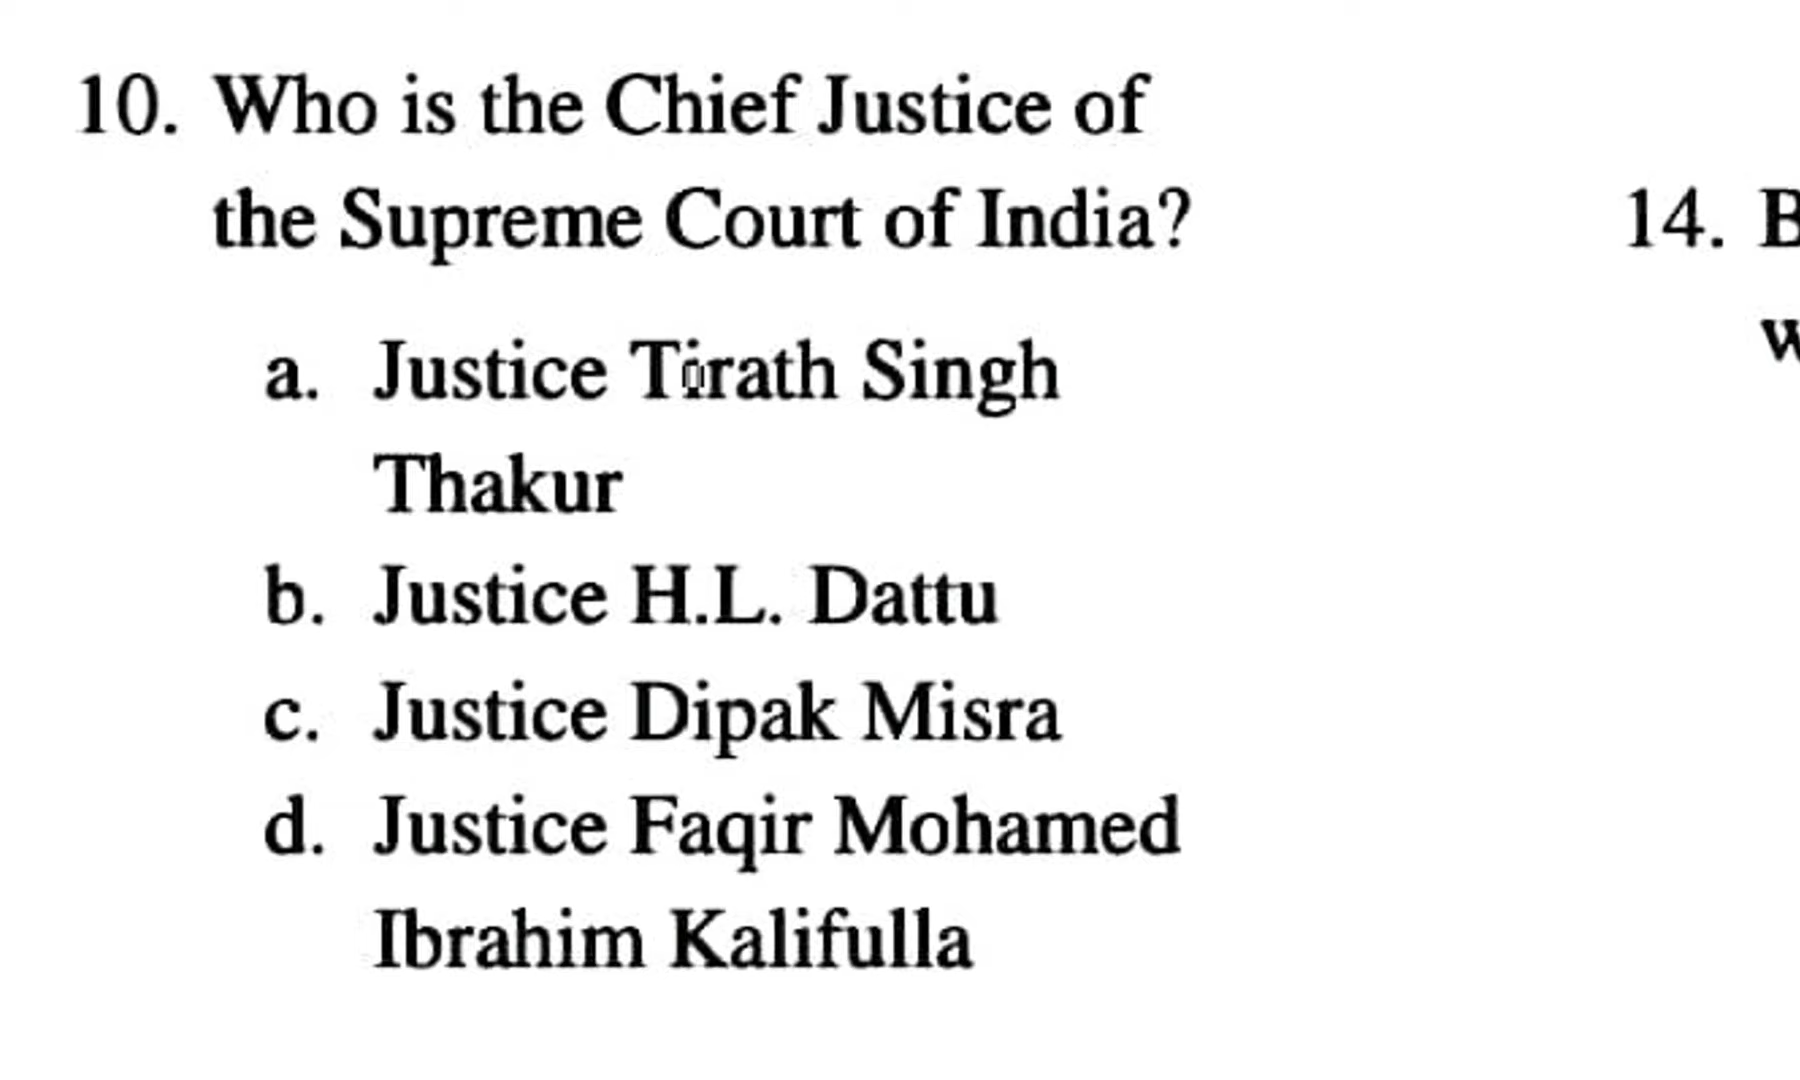 10. Who is the Chief Justice of
the Supreme Court of India?
a. Justice Tirath Singh
Thakur
b. Justice H.L. Dattu
c. Justice Dipak Misra
d. Justice Faqir Mohamed
Ibrahim Kalifulla
14. B
w